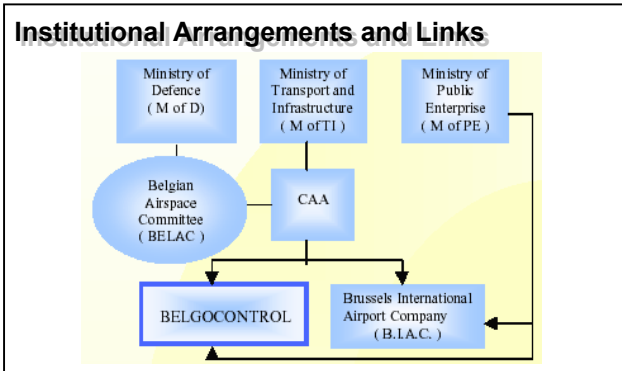 Institutional Arrangements and Links
Ministry of
Defence
( M of D)
Ministry of
Transport and
Infrastructure
( M of TI )
Ministry of
Public
Enterprise
( M of PE )
Belgian
Airspace
Committee
( BELAC )
CAA
BELGOCONTROL
Brussels International
Airport Company
( B.I.A.C. )